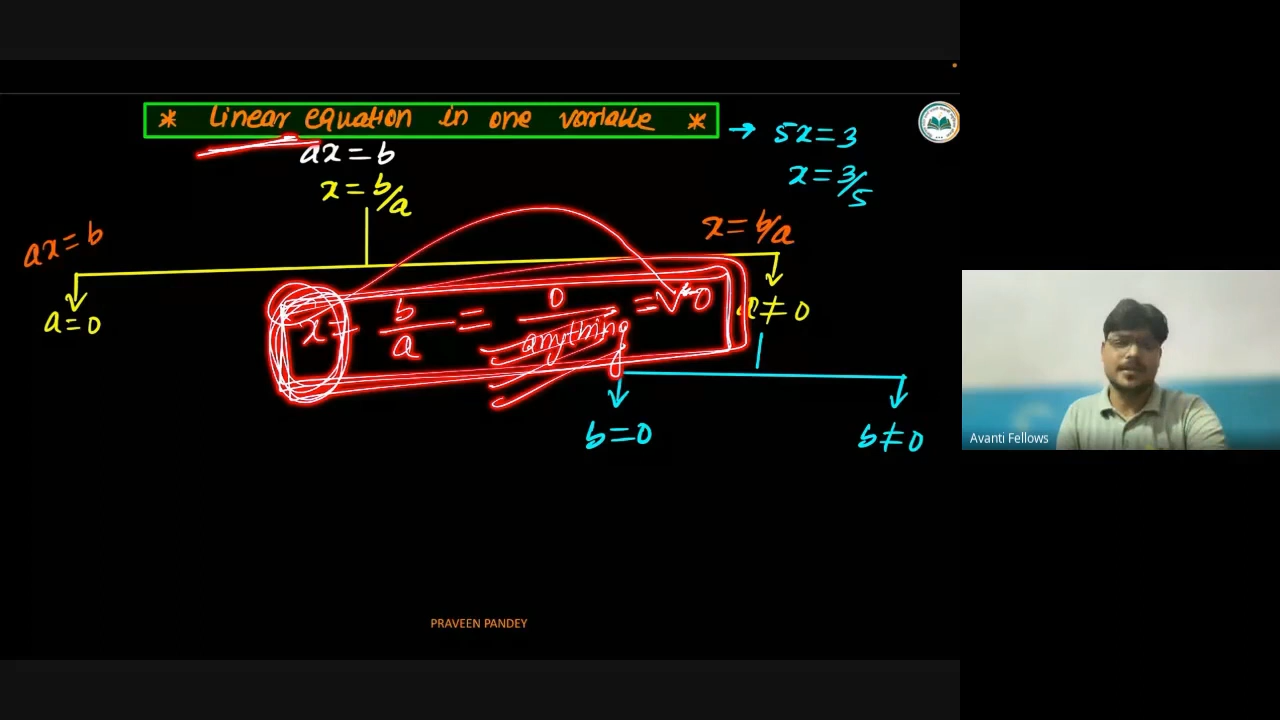 * Linear equation in one variable *
→ 5x=3
ax=b
x=3/5
x=b/a
x=b/a
ax=b
x= b/a = 0/anything = 0
a=0
a≠0
b=0
b≠0
Avanti Fellows
PRAVEEN PANDEY